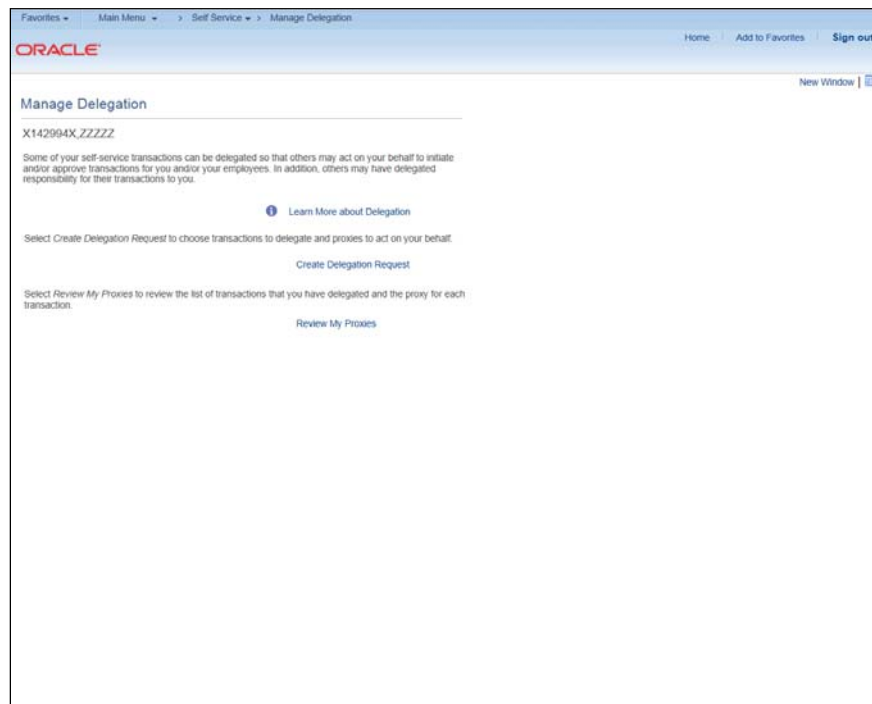 Favorites Main Menu > Self Service > Manage Delegation
Home Add to Favorites Sign out
ORACLE
New Window
Manage Delegation
X142994X,ZZZZZ
Some of your self-service transactions can be delegated so that others may act on your behalf to initiate
and/or approve transactions for you and/or your employees. In addition, others may have delegated
responsibility for their transactions to you.
Learn More about Delegation
Select Create Delegation Request to choose transactions to delegate and proxies to act on your behalf.
Create Delegation Request
Select Review My Proxies to review the list of transactions that you have delegated and the proxy for each
transaction.
Review My Proxies